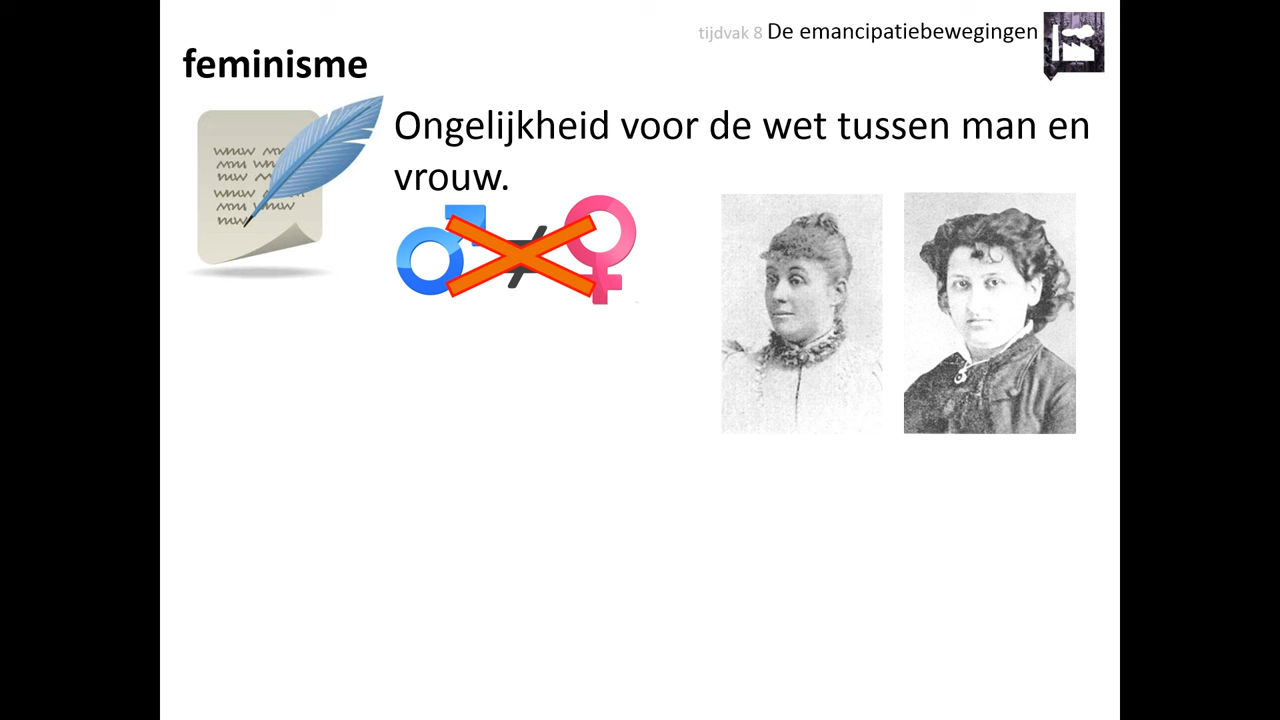 tijdvak 8 De emancipatiebewegingen
feminisme
Ongelijkheid voor de wet tussen man en
vrouw.